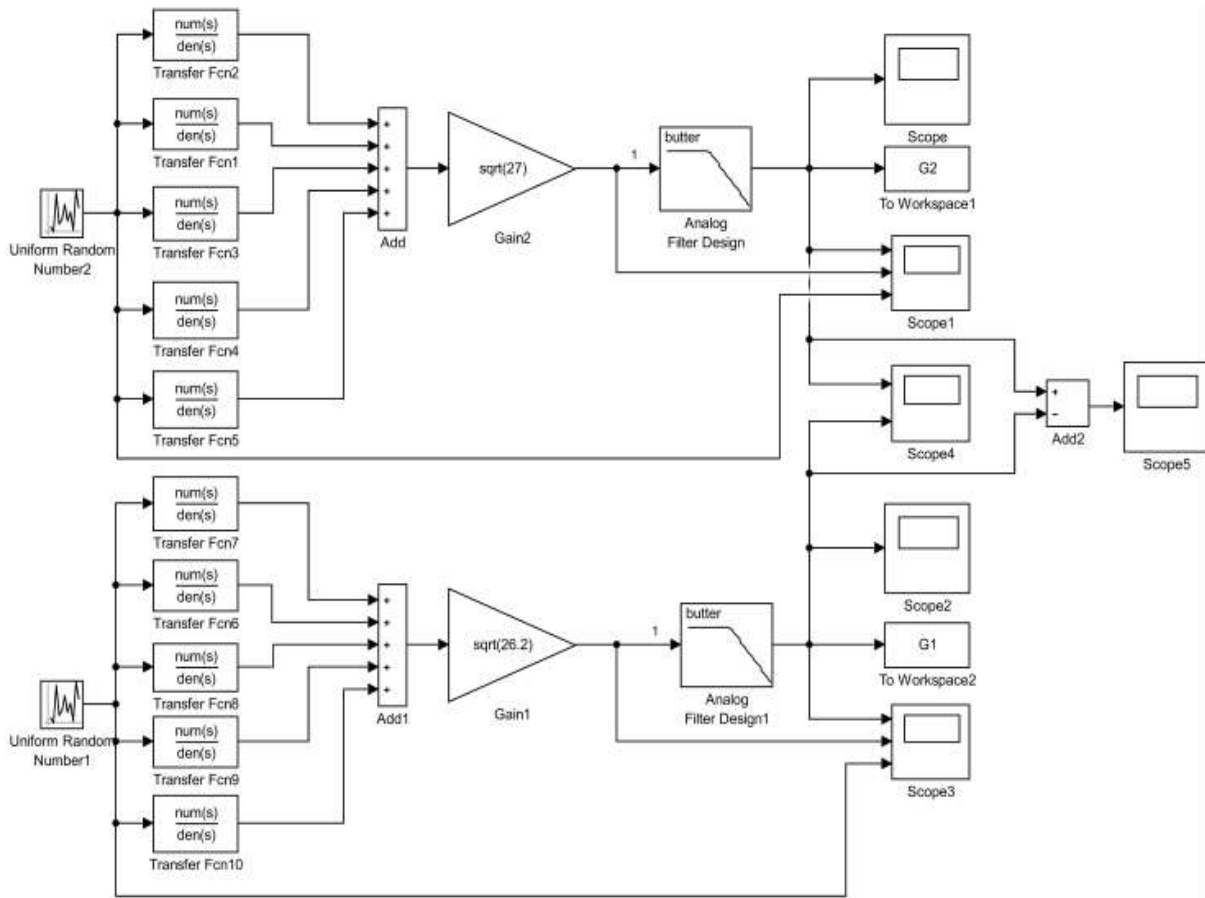 num(s)
den(s)
Transfer Fcn2
num(s)
den(s)
Transfer Fcn1
num(s)
den(s)
Transfer Fcn3
num(s)
den(s)
Transfer Fcn4
num(s)
den(s)
Transfer Fcn5
Uniform Random
Number2
+
+
+
+
+
Add
sqrt(27)
Gain2
1
butter
Analog
Filter Design
Scope
G2
To Workspace1
Scope1
Scope4
+
−
Add2
Scope5
num(s)
den(s)
Transfer Fcn7
num(s)
den(s)
Transfer Fcn6
num(s)
den(s)
Transfer Fcn8
num(s)
den(s)
Transfer Fcn9
num(s)
den(s)
Transfer Fcn10
Uniform Random
Number1
+
+
+
+
+
Add1
sqrt(26.2)
Gain1
1
butter
Analog
Filter Design1
Scope2
G1
To Workspace2
Scope3